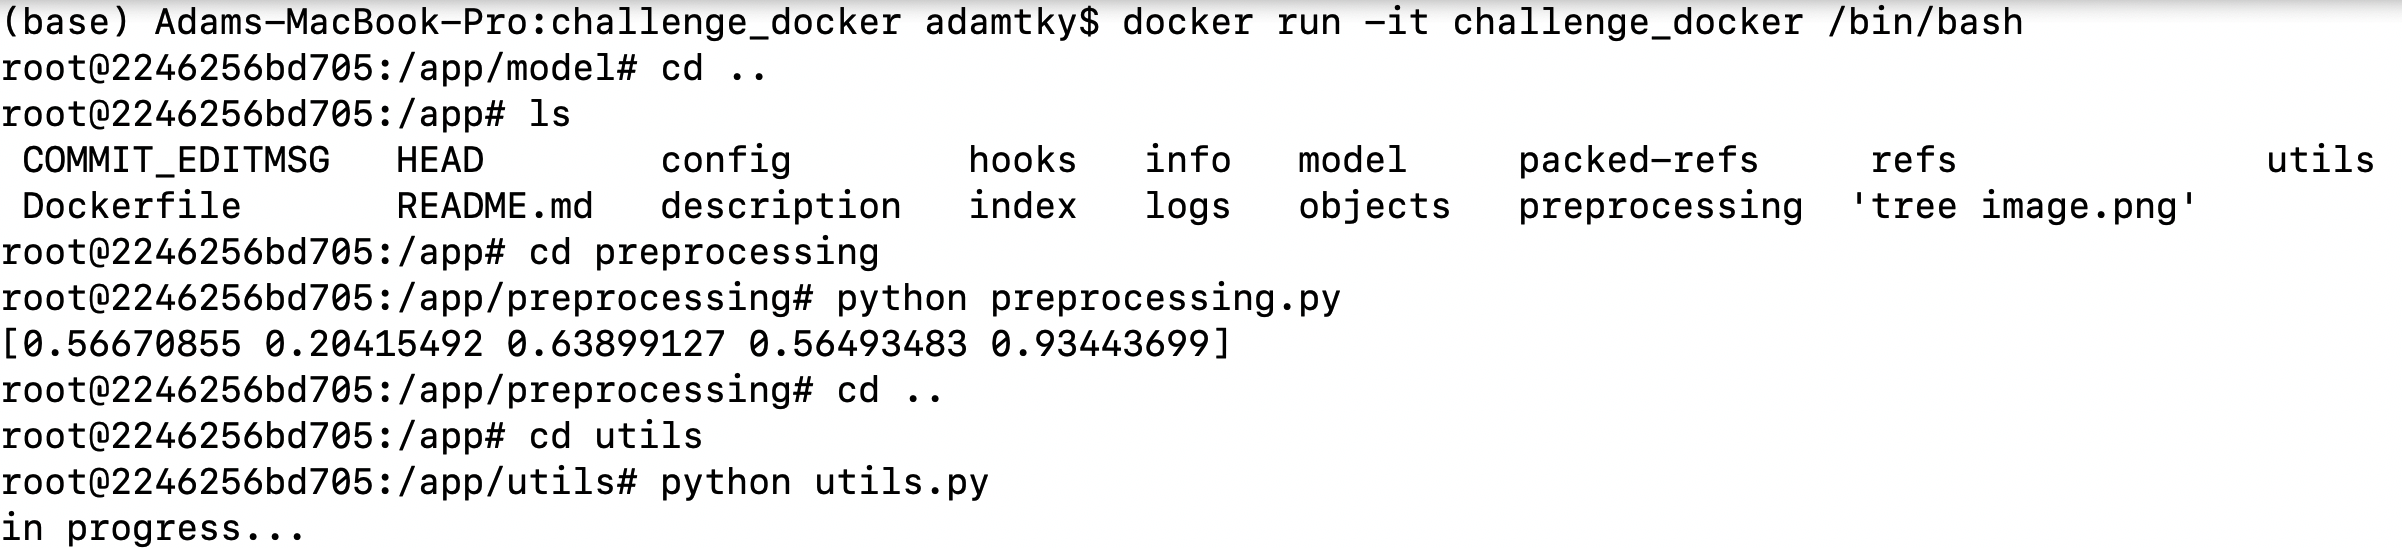 (base) Adams-MacBook-Pro:challenge_docker adamtky$ docker run -it challenge_docker /bin/bash
root@2246256bd705:/app/model# cd ..
root@2246256bd705:/app# ls
 COMMIT_EDITMSG   HEAD        config        hooks   info   model     packed-refs     refs              utils
 Dockerfile       README.md   description   index   logs   objects   preprocessing  'tree image.png'
root@2246256bd705:/app# cd preprocessing
root@2246256bd705:/app/preprocessing# python preprocessing.py
[0.56670855 0.20415492 0.63899127 0.56493483 0.93443699]
root@2246256bd705:/app/preprocessing# cd ..
root@2246256bd705:/app# cd utils
root@2246256bd705:/app/utils# python utils.py
in progress...